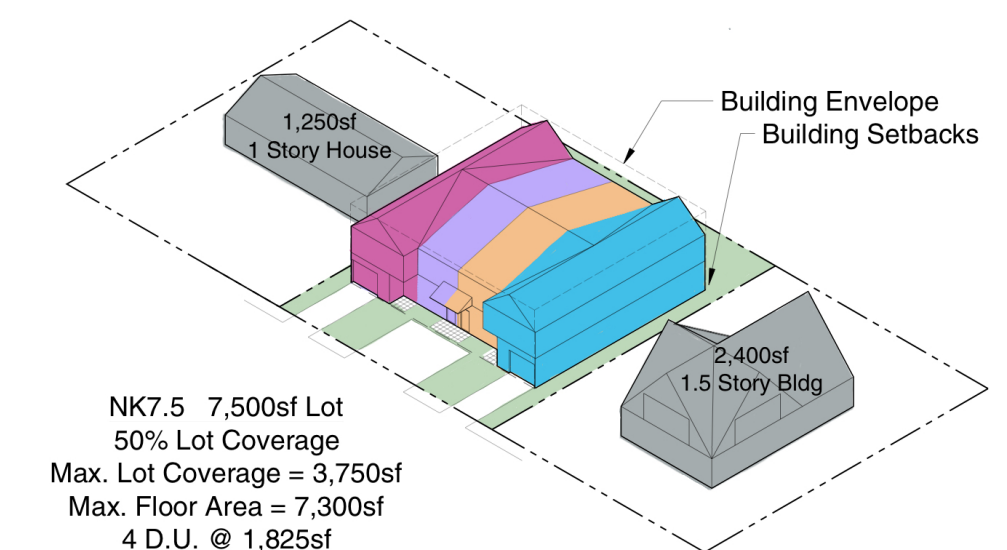 Building Envelope
Building Setbacks
1,250sf
1 Story House
2,400sf
1.5 Story Bldg
NK7.5 7,500sf Lot
50% Lot Coverage
Max. Lot Coverage = 3,750sf
Max. Floor Area = 7,300sf
4 D.U. @ 1,825sf